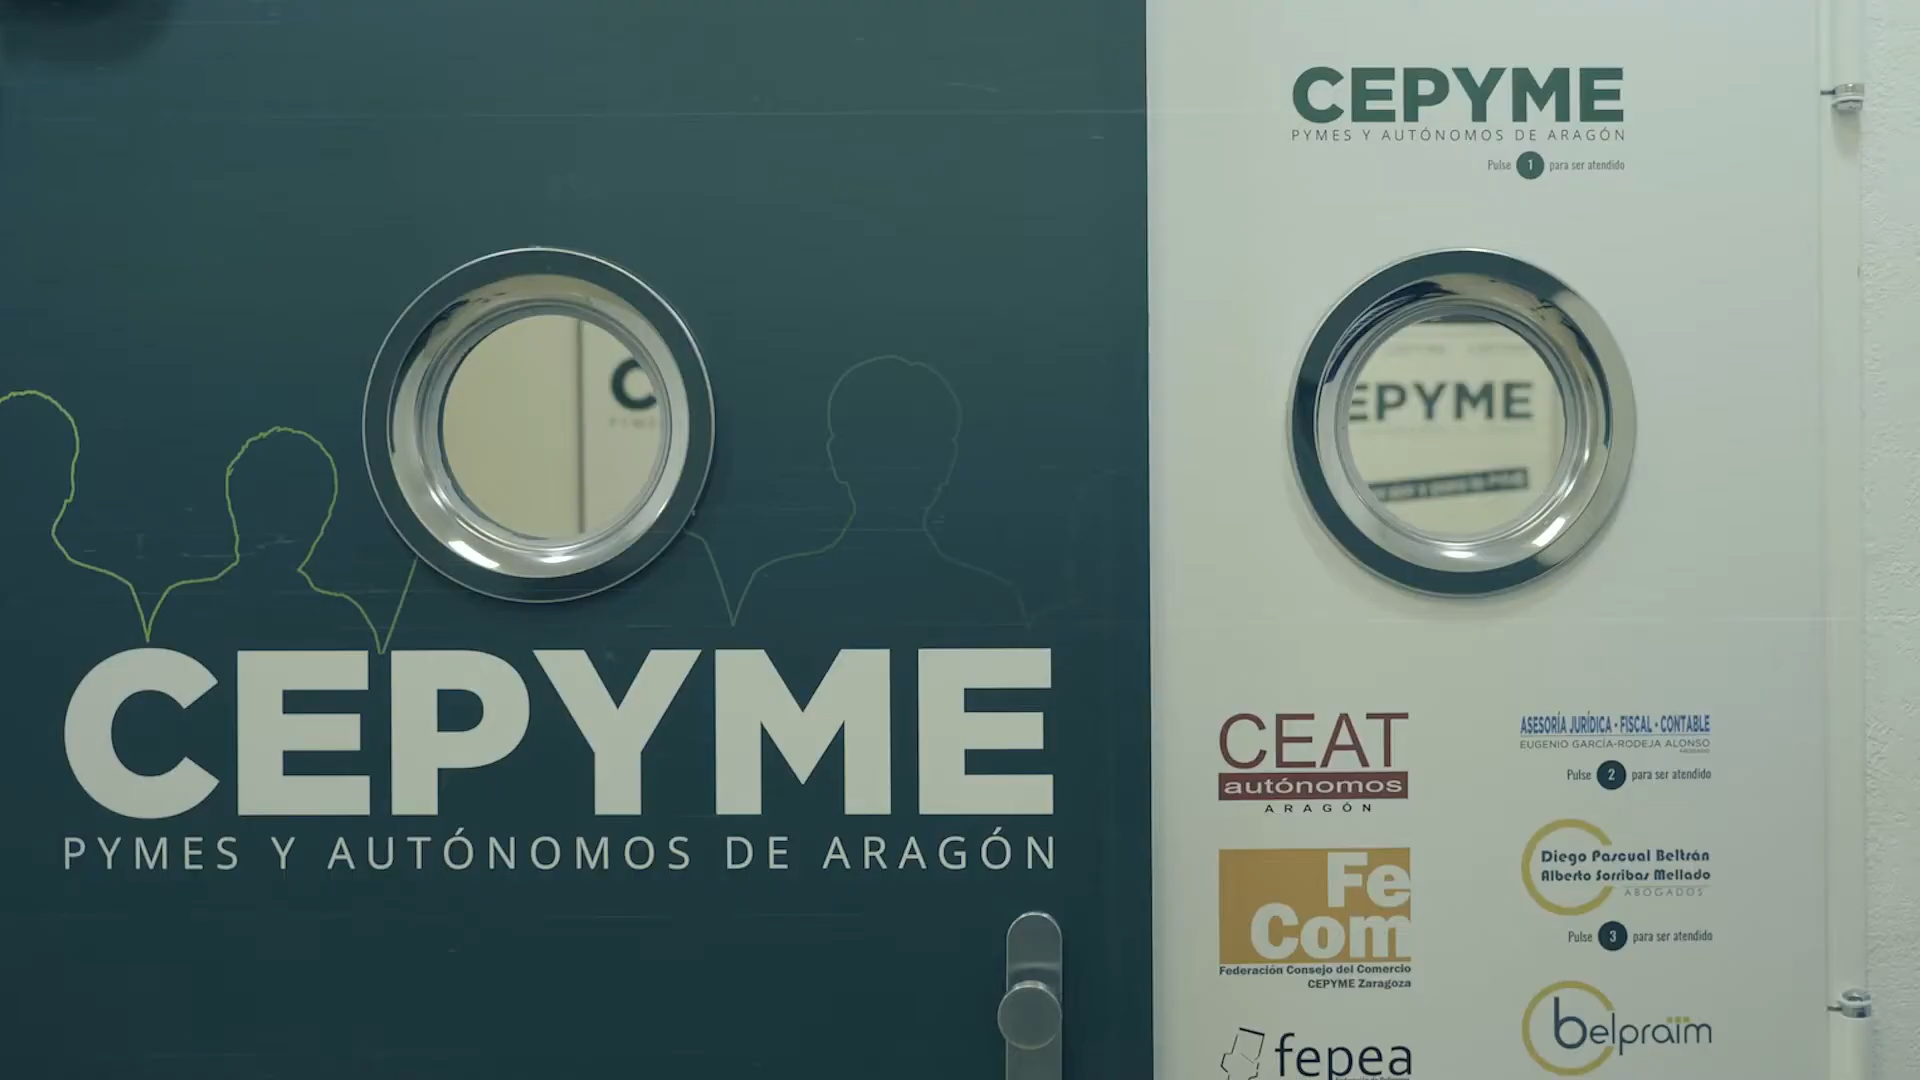 CEPYME
PYMES Y AUTÓNOMOS DE ARAGÓN
CEPYME
PYMES Y AUTÓNOMOS DE ARAGÓN
Pulse 1 para ser atendido
C
EPYME
CEAT
autónomos
ARAGÓN
Fe
Com
Federación Consejo del Comercio
CEPYME Zaragoza
fepea
ASESORÍA JURÍDICA · FISCAL · CONTABLE
EUGENIO GARCÍA-RODEJA ALONSO
Pulse 2 para ser atendido
Diego Pascual Beltrán
Alberto Sorribas Mellado
ABOGADOS
Pulse 3 para ser atendido
belpraim